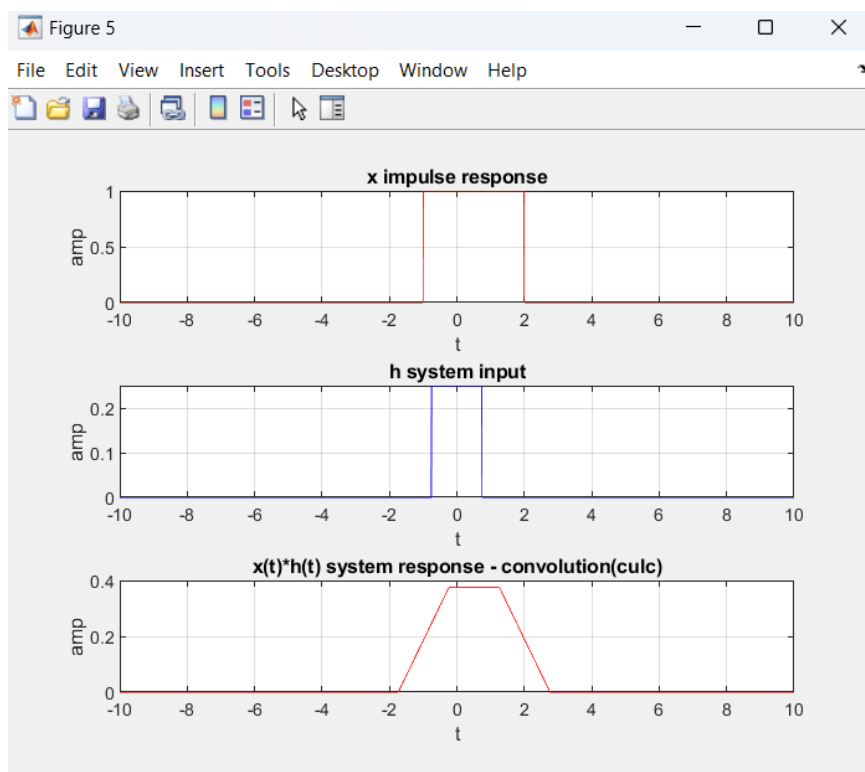 Figure 5
File Edit View Insert Tools Desktop Window Help
x impulse response
1
0.5
0
amp
-10 -8 -6 -4 -2 0 2 4 6 8 10
t
h system input
0.2
0.1
0
amp
-10 -8 -6 -4 -2 0 2 4 6 8 10
t
x(t)*h(t) system response - convolution(culc)
0.4
0.2
0
amp
-10 -8 -6 -4 -2 0 2 4 6 8 10
t